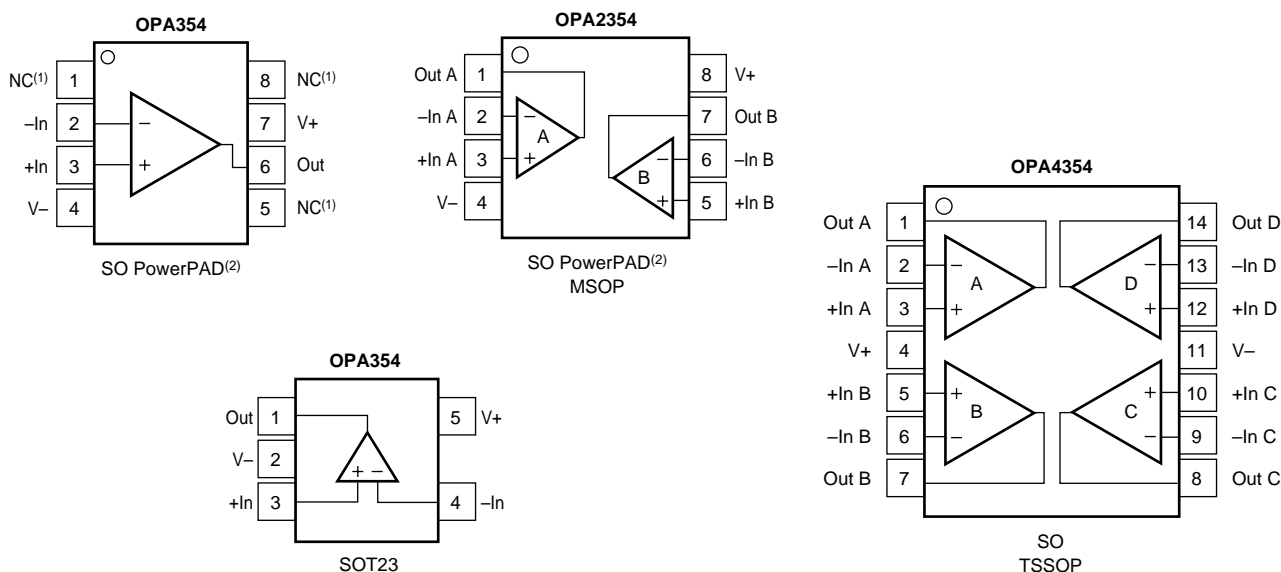 OPA354
NC(1) 1 8 NC(1)
–In 2 − 7 V+
+In 3 + 6 Out
V– 4 5 NC(1)
SO PowerPAD(2)
OPA2354
Out A 1 8 V+
–In A 2 − A 7 Out B
+In A 3 + B − 6 –In B
V– 4 + 5 +In B
SO PowerPAD(2)
MSOP
OPA354
Out 1 5 V+
V– 2
+In 3 + − 4 –In
SOT23
OPA4354
Out A 1 14 Out D
–In A 2 − A D − 13 –In D
+In A 3 + + 12 +In D
V+ 4 11 V–
+In B 5 + B C + 10 +In C
–In B 6 − − 9 –In C
Out B 7 8 Out C
SO
TSSOP